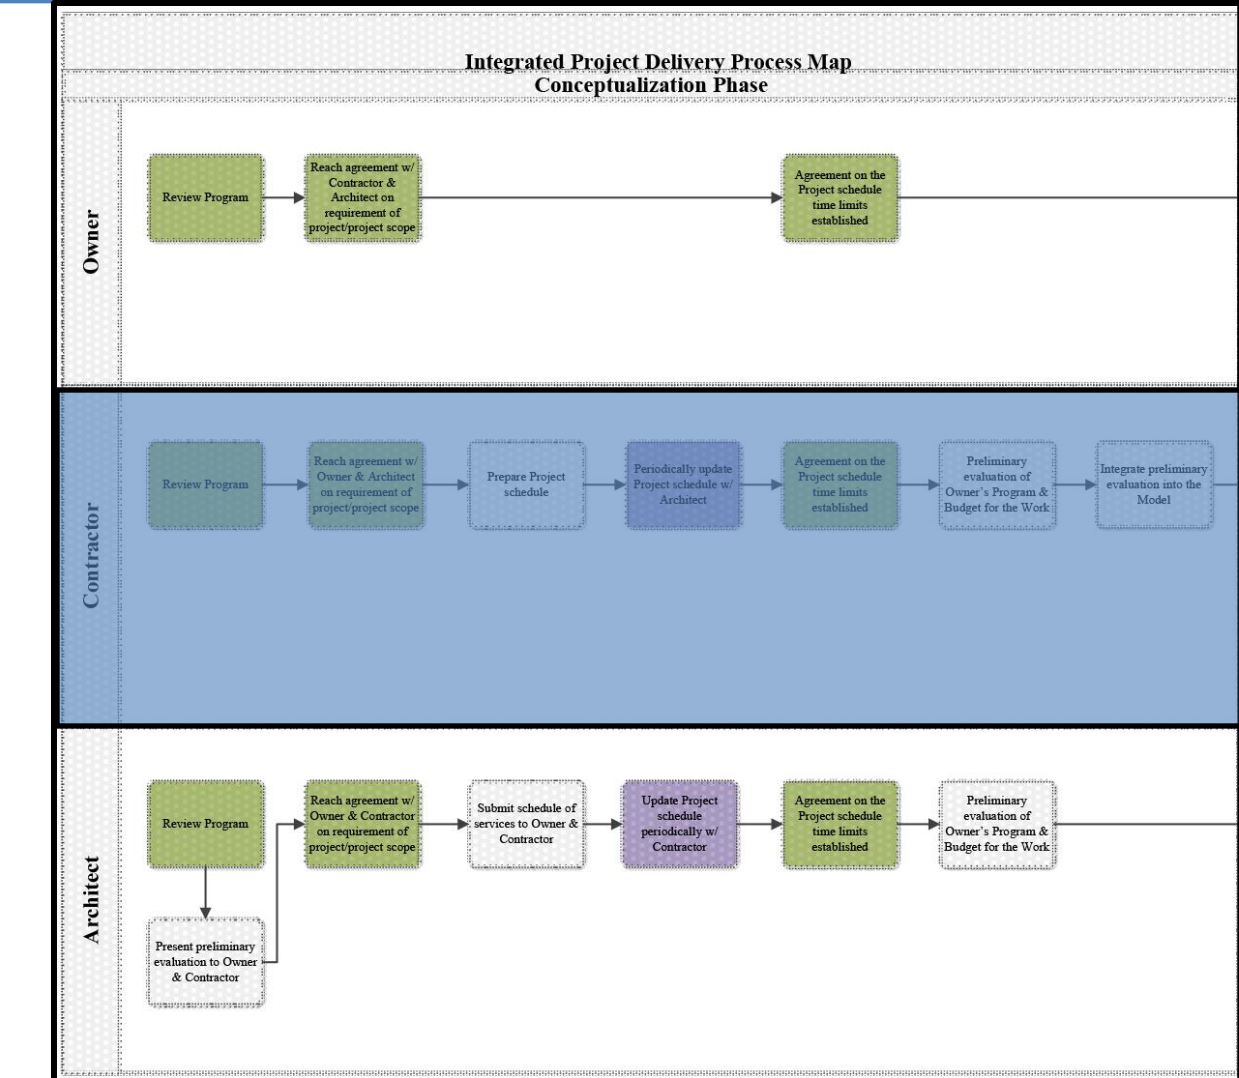 Integrated Project Delivery Process Map
Conceptualization Phase
Owner
Review Program
Reach agreement w/
Contractor &
Architect on
requirement of
project/project scope
Agreement on the
Project schedule
time limits
established
Contractor
Review Program
Reach agreement w/
Owner & Architect
on requirement of
project/project scope
Prepare Project
schedule
Periodically update
Project schedule w/
Architect
Agreement on the
Project schedule
time limits
established
Preliminary
evaluation of
Owner's Program &
Budget for the Work
Integrate preliminary
evaluation into the
Model
Architect
Review Program
Present preliminary
evaluation to Owner
& Contractor
Reach agreement w/
Owner & Contractor
on requirement of
project/project scope
Submit schedule of
services to Owner &
Contractor
Update Project
schedule
periodically w/
Contractor
Agreement on the
Project schedule
time limits
established
Preliminary
evaluation of
Owner's Program &
Budget for the Work